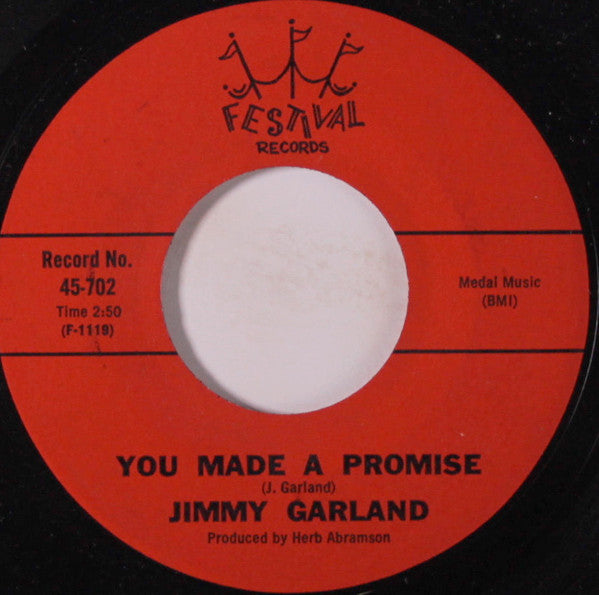 FESTIVAL
RECORDS
Record No.
45-702
Time 2:50
(F-1119)
Medal Music
(BMI)
YOU MADE A PROMISE
(J. Garland)
JIMMY GARLAND
Produced by Herb Abramson